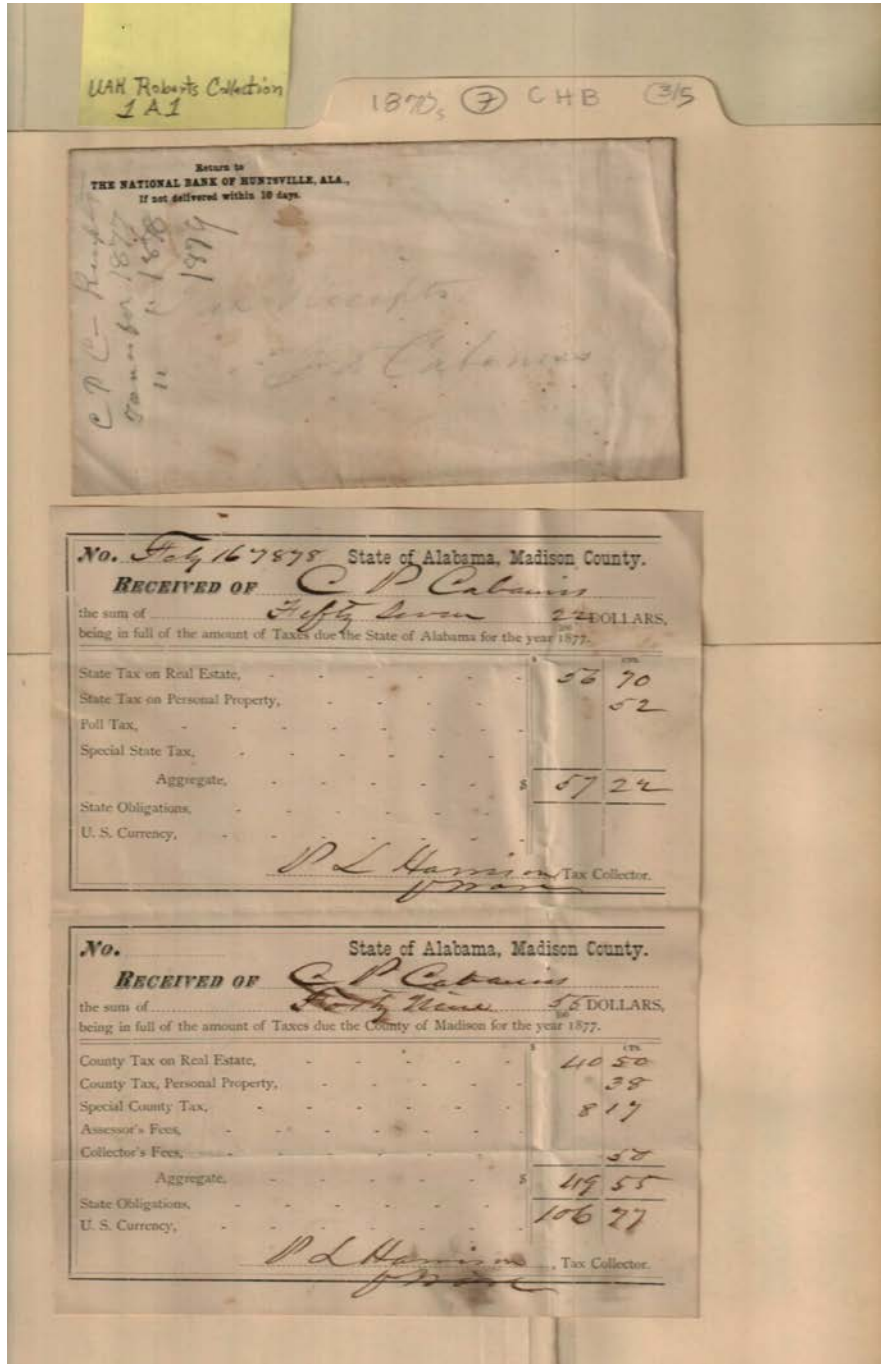 UAH Roberts Collection
1A1
1870s 7 CHB 3/5
Return to
THE NATIONAL BANK OF HUNTSVILLE, ALA.,
If not delivered within 10 days.
C P C - 
for 1877
" " 1878
1879
Receipts
Cabaniss
No. Feby 16 1878 State of Alabama, Madison County.
RECEIVED OF C P Cabaniss
the sum of Fifty Seven 22/100 DOLLARS,
being in full of the amount of Taxes due the State of Alabama for the year 1877.
$ CTS.
State Tax on Real Estate, - - - - - - 56 70
State Tax on Personal Property, - - - - - 52
Poll Tax, - - - - - - - -
Special State Tax, - - - - - -
Aggregate, - - - - - - $ 57 22
State Obligations, - - - - - -
U. S. Currency, - - - - - - -
P L Harrison, Tax Collector.
No. State of Alabama, Madison County.
RECEIVED OF C P Cabaniss
the sum of Forty Nine 55/100 DOLLARS,
being in full of the amount of Taxes due the County of Madison for the year 1877.
$ CTS.
County Tax on Real Estate, - - - - - - 40 50
County Tax, Personal Property, - - - - - 38
Special County Tax, - - - - - - 8 17
Assessor's Fees, - - - - - - -
Collector's Fees, - - - - - - - 50
Aggregate, - - - - - - $ 49 55
State Obligations, - - - - - - 106 77
U. S. Currency, - - - - - - -
P L Harrison, Tax Collector.